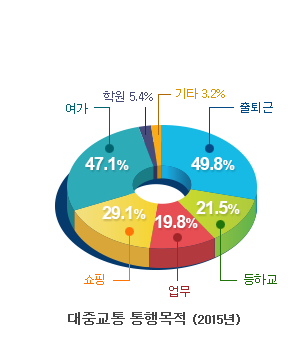 학원 5.4%
기타 3.2%
여가
출퇴근
47.1%
49.8%
29.1%
19.8%
21.5%
쇼핑
업무
등하교
대중교통 통행목적 (2015년)